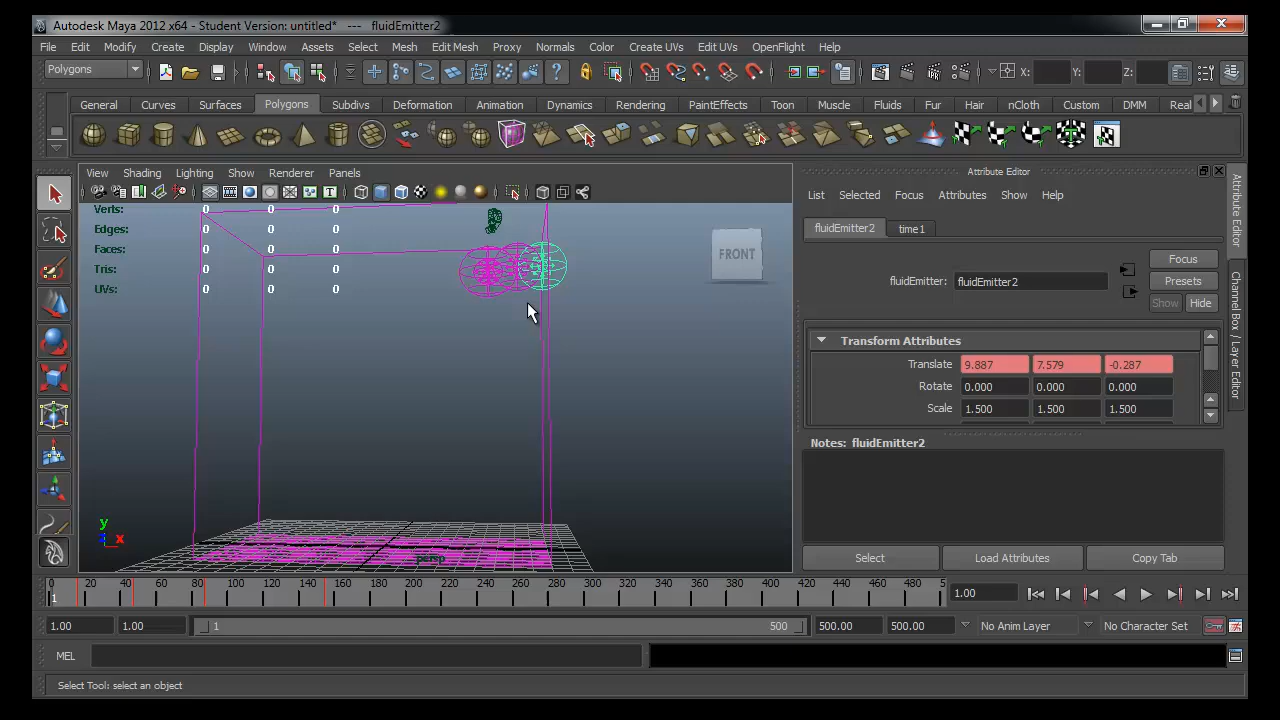 Autodesk Maya 2012 x64 - Student Version: untitled* --- fluidEmitter2
File Edit Modify Create Display Window Assets Select Mesh Edit Mesh Proxy Normals Color Create UVs Edit UVs OpenFlight Help
Polygons X: Y: Z:
General Curves Surfaces Polygons Subdivs Deformation Animation Dynamics Rendering PaintEffects Toon Muscle Fluids Fur Hair nCloth Custom DMM Real
View Shading Lighting Show Renderer Panels
Verts: 0 0 0
Edges: 0 0 0
Faces: 0 0 0
Tris: 0 0 0
UVs: 0 0 0
FRONT
y
z x
persp
Attribute Editor
List Selected Focus Attributes Show Help
fluidEmitter2 time1
fluidEmitter: fluidEmitter2
Focus
Presets
Show Hide
Transform Attributes
Translate 9.887 7.579 -0.287
Rotate 0.000 0.000 0.000
Scale 1.500 1.500 1.500
Notes: fluidEmitter2
Select Load Attributes Copy Tab
Attribute Editor
Channel Box / Layer Editor
1 20 40 60 80 100 120 140 160 180 200 220 240 260 280 300 320 340 360 380 400 420 440 460 480 5
1.00
1.00 1.00 1 500 500.00 500.00 No Anim Layer No Character Set
MEL
Select Tool: select an object